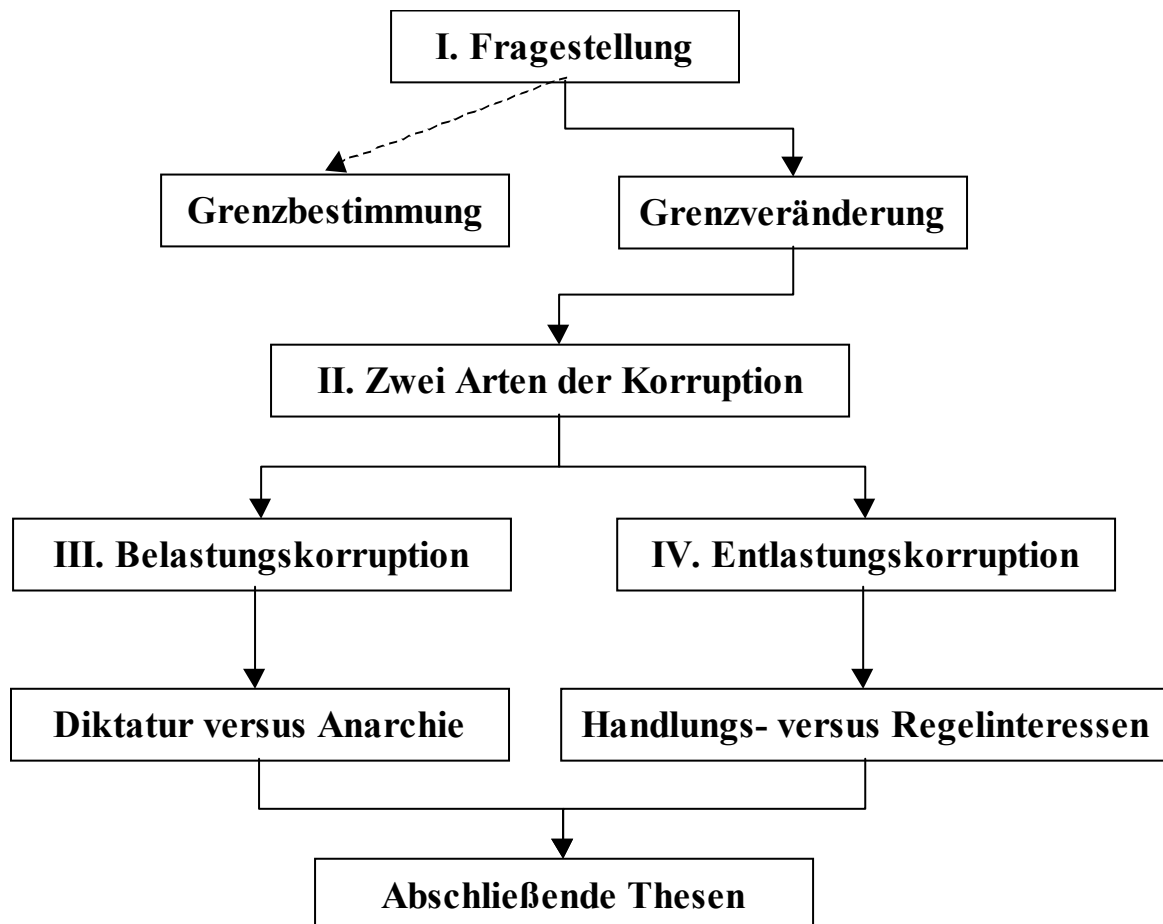 I. Fragestellung
Grenzbestimmung
Grenzveränderung
II. Zwei Arten der Korruption
III. Belastungskorruption
IV. Entlastungskorruption
Diktatur versus Anarchie
Handlungs- versus Regelinteressen
Abschließende Thesen